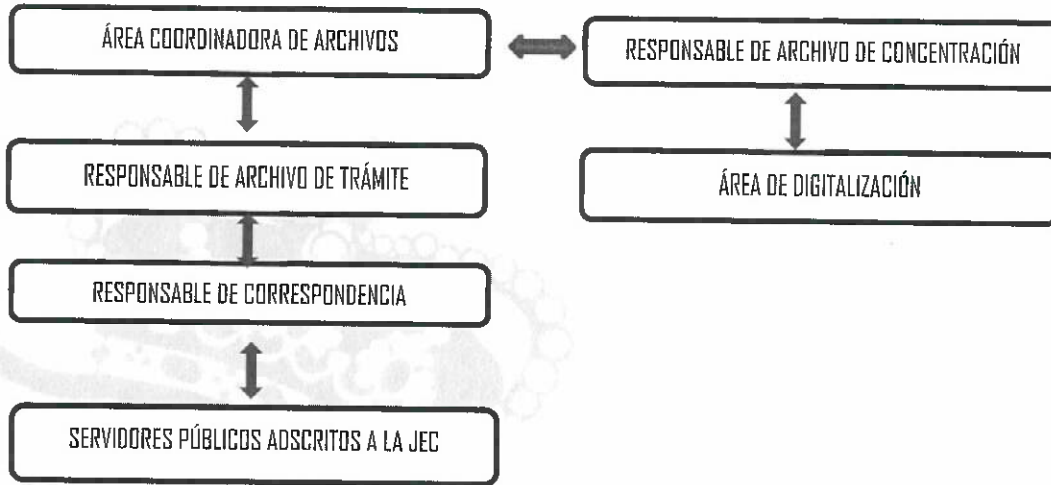 ÁREA COORDINADORA DE ARCHIVOS
RESPONSABLE DE ARCHIVO DE CONCENTRACIÓN
RESPONSABLE DE ARCHIVO DE TRÁMITE
ÁREA DE DIGITALIZACIÓN
RESPONSABLE DE CORRESPONDENCIA
SERVIDORES PÚBLICOS ADSCRITOS A LA JEC